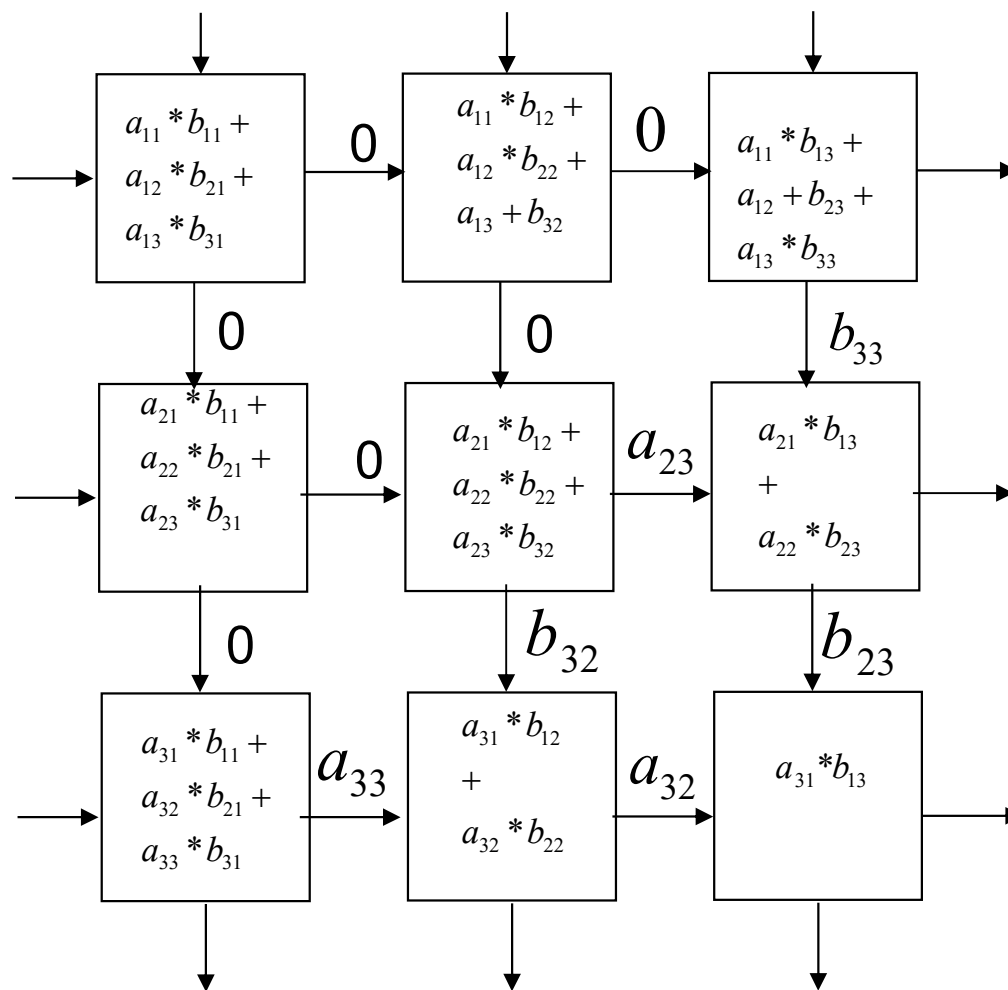 a₁₁ * b₁₁ +
a₁₂ * b₂₁ +
a₁₃ * b₃₁
0
a₁₁ * b₁₂ +
a₁₂ * b₂₂ +
a₁₃ + b₃₂
0
a₁₁ * b₁₃ +
a₁₂ + b₂₃ +
a₁₃ * b₃₃
0
0
b₃₃
a₂₁ * b₁₁ +
a₂₂ * b₂₁ +
a₂₃ * b₃₁
0
a₂₁ * b₁₂ +
a₂₂ * b₂₂ +
a₂₃ * b₃₂
a₂₃
a₂₁ * b₁₃
+
a₂₂ * b₂₃
0
b₃₂
b₂₃
a₃₁ * b₁₁ +
a₃₂ * b₂₁ +
a₃₃ * b₃₁
a₃₃
a₃₁ * b₁₂
+
a₃₂ * b₂₂
a₃₂
a₃₁*b₁₃